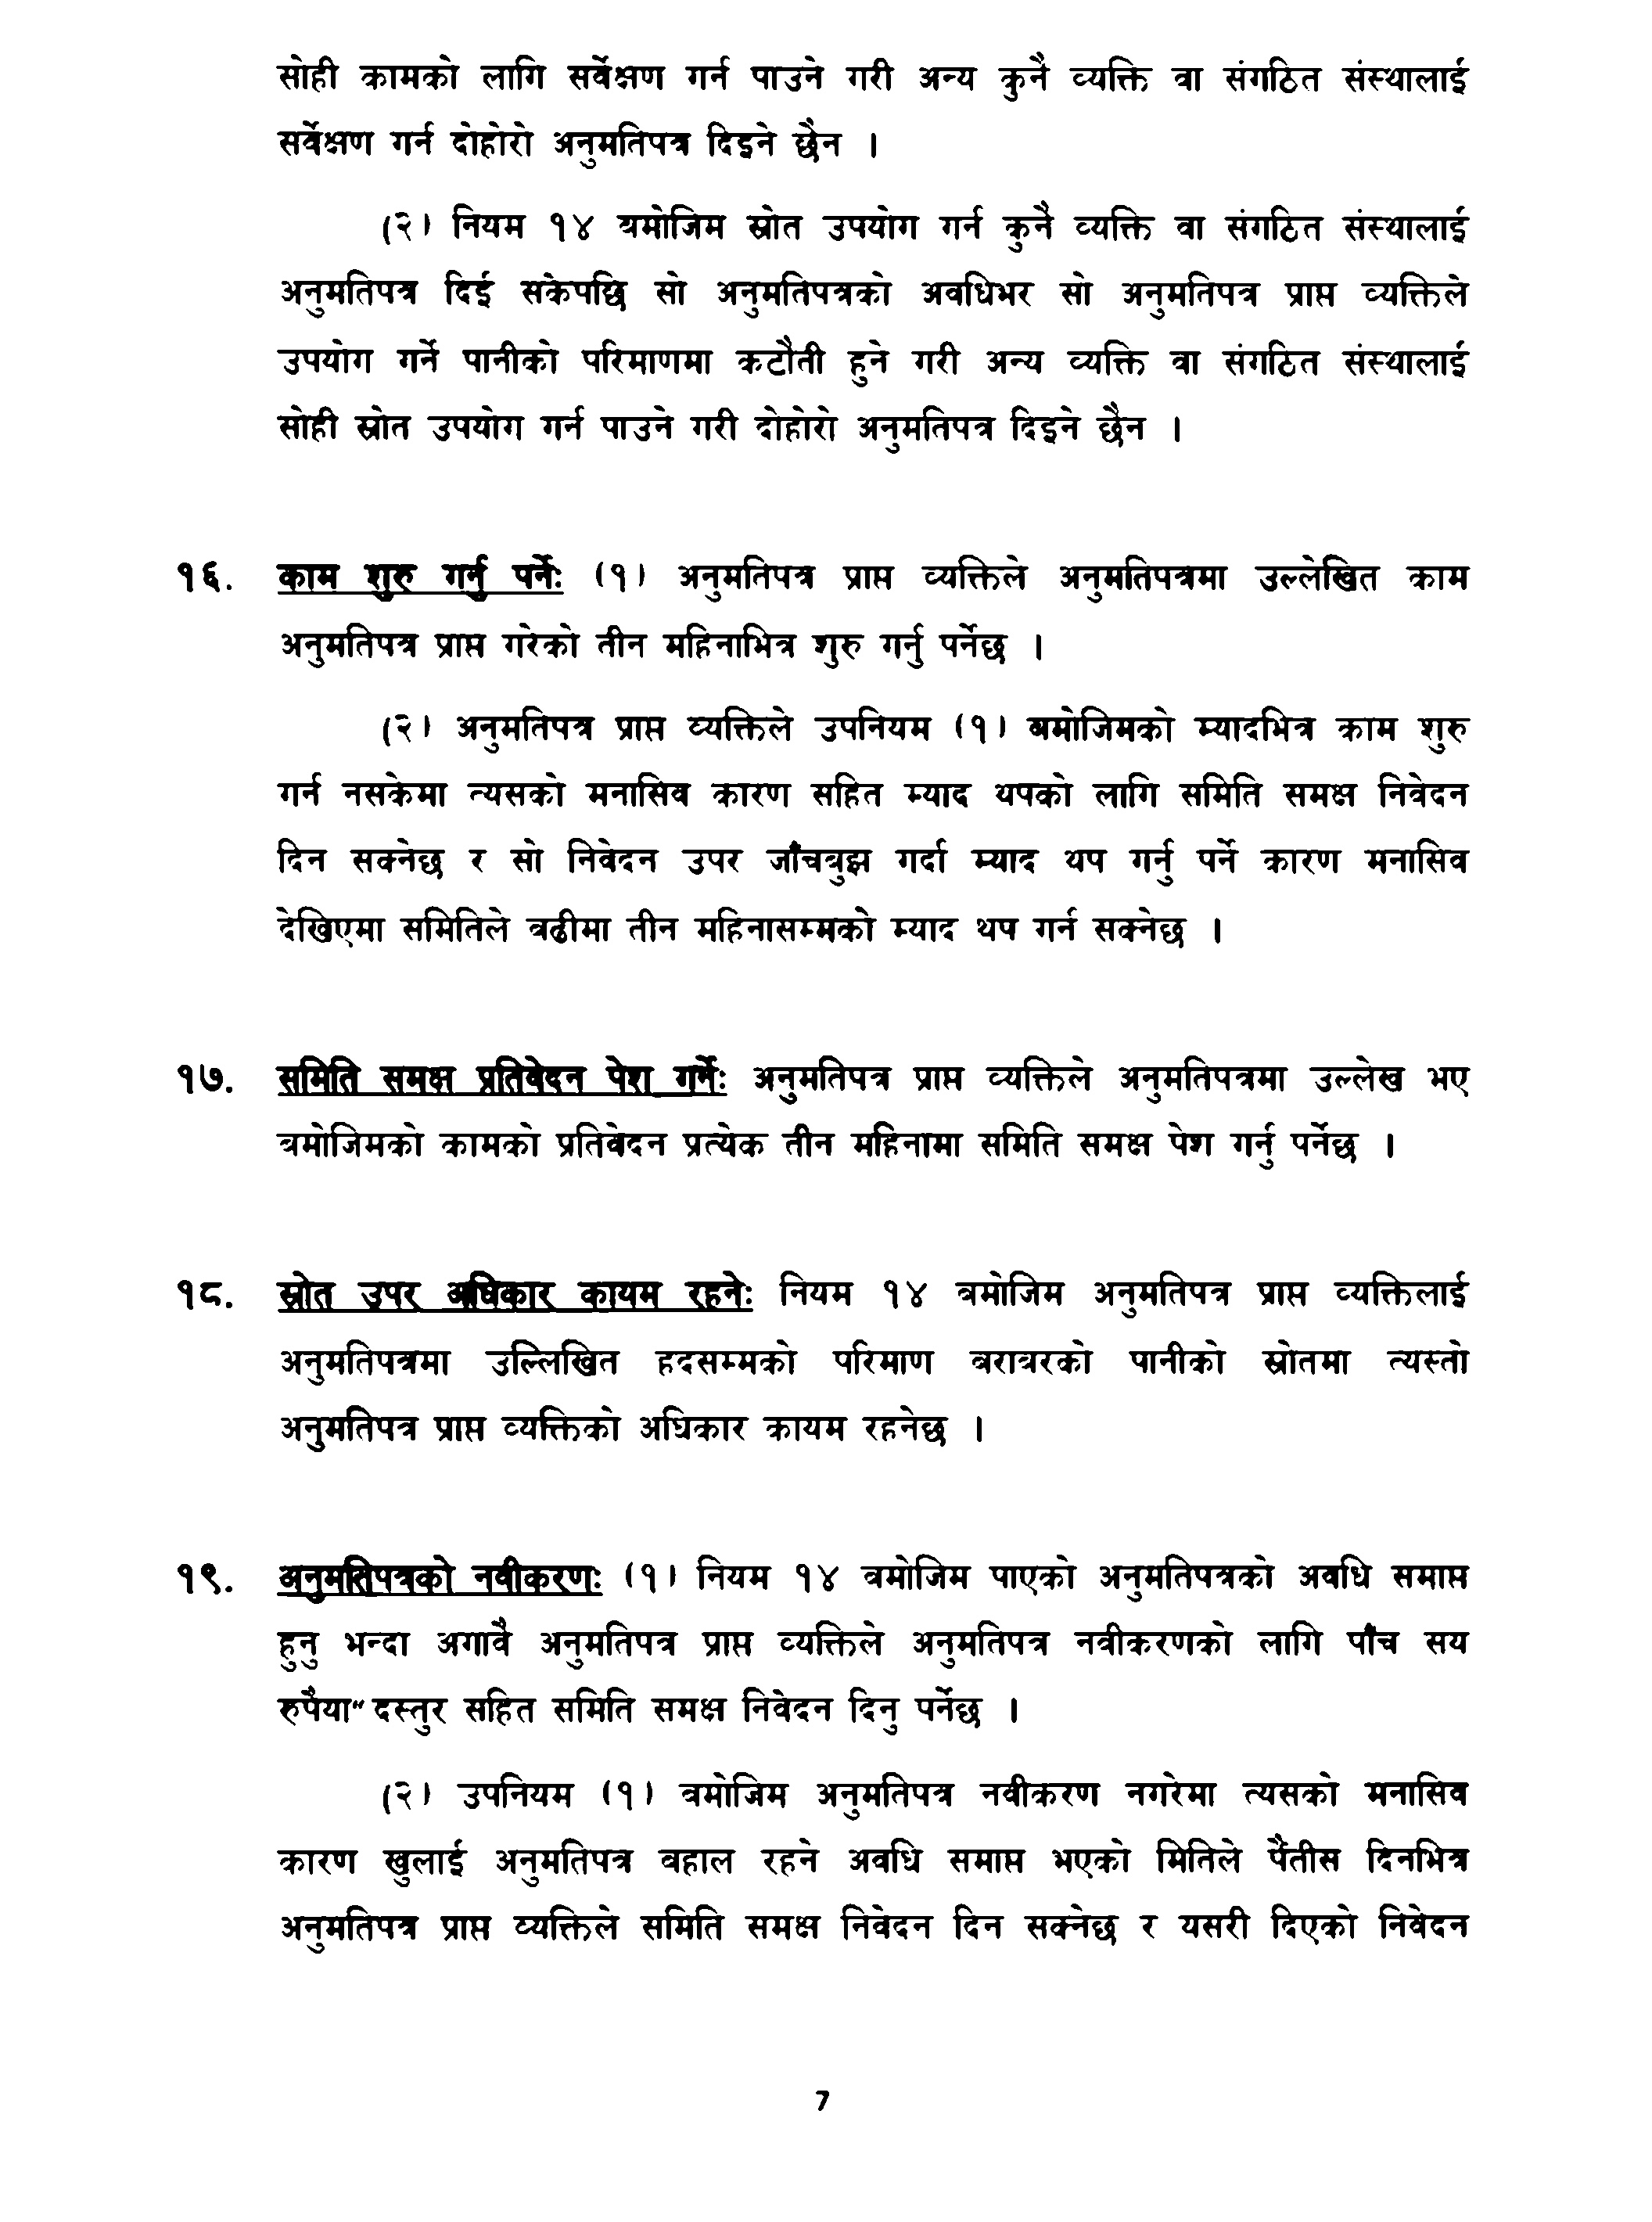 सोही कामको लागि सर्वेक्षण गर्न पाउने गरी अन्य कुनै व्यक्ति वा संगठित संस्थालाई
सर्वेक्षण गर्न दोहोरो अनुमतिपत्र दिइने छैन ।
(२) नियम १४ बमोजिम स्रोत उपयोग गर्न कुनै व्यक्ति वा संगठित संस्थालाई
अनुमतिपत्र दिई सकेपछि सो अनुमतिपत्रको अवधिभर सो अनुमतिपत्र प्राप्त व्यक्तिले
उपयोग गर्ने पानीको परिमाणमा कटौती हुने गरी अन्य व्यक्ति वा संगठित संस्थालाई
सोही स्रोत उपयोग गर्न पाउने गरी दोहोरो अनुमतिपत्र दिइने छैन ।
१६. काम शुरु गर्नु पर्नेः (१) अनुमतिपत्र प्राप्त व्यक्तिले अनुमतिपत्रमा उल्लेखित काम
अनुमतिपत्र प्राप्त गरेको तीन महिनाभित्र शुरु गर्नु पर्नेछ ।
(२) अनुमतिपत्र प्राप्त व्यक्तिले उपनियम (१) बमोजिमको म्यादभित्र काम शुरु
गर्न नसकेमा त्यसको मनासिव कारण सहित म्याद थपको लागि समिति समक्ष निवेदन
दिन सक्नेछ र सो निवेदन उपर जाँचबुझ गर्दा म्याद थप गर्नु पर्ने कारण मनासिव
देखिएमा समितिले बढीमा तीन महिनासम्मको म्याद थप गर्न सक्नेछ ।
१७. समिति समक्ष प्रतिवेदन पेश गर्नेः अनुमतिपत्र प्राप्त व्यक्तिले अनुमतिपत्रमा उल्लेख भए
बमोजिमको कामको प्रतिवेदन प्रत्येक तीन महिनामा समिति समक्ष पेश गर्नु पर्नेछ ।
१८. स्रोत उपर अधिकार कायम रहनेः नियम १४ बमोजिम अनुमतिपत्र प्राप्त व्यक्तिलाई
अनुमतिपत्रमा उल्लिखित हदसम्मको परिमाण बराबरको पानीको स्रोतमा त्यस्तो
अनुमतिपत्र प्राप्त व्यक्तिको अधिकार कायम रहनेछ ।
१९. अनुमतिपत्रको नवीकरणः (१) नियम १४ बमोजिम पाएको अनुमतिपत्रको अवधि समाप्त
हुनु भन्दा अगावै अनुमतिपत्र प्राप्त व्यक्तिले अनुमतिपत्र नवीकरणको लागि पाँच सय
रुपैया" दस्तुर सहित समिति समक्ष निवेदन दिनु पर्नेछ ।
(२) उपनियम (१) बमोजिम अनुमतिपत्र नवीकरण नगरेमा त्यसको मनासिव
कारण खुलाई अनुमतिपत्र बहाल रहने अवधि समाप्त भएको मितिले पैंतीस दिनभित्र
अनुमतिपत्र प्राप्त व्यक्तिले समिति समक्ष निवेदन दिन सक्नेछ र यसरी दिएको निवेदन
7